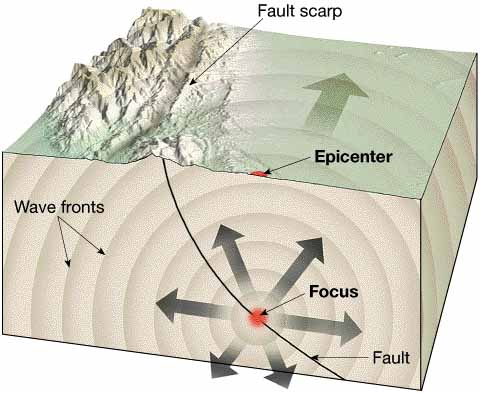 Fault scarp
Epicenter
Wave fronts
Focus
Fault